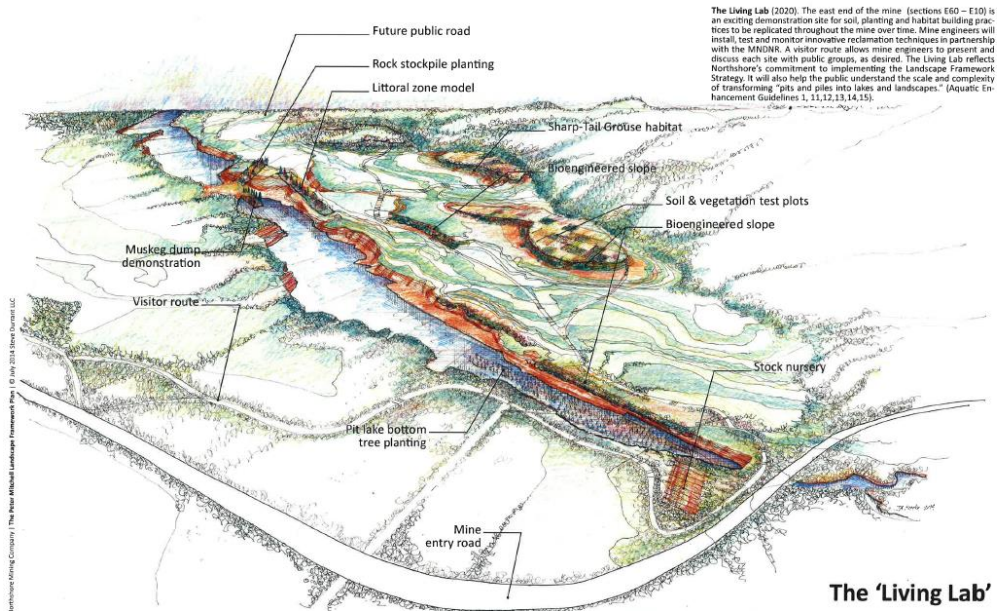 The Living Lab (2020). The east end of the mine (sections E60 – E10) is
an exciting demonstration site for soil, planting and habitat building prac-
tices to be replicated throughout the mine over time. Mine engineers will
install, test and monitor innovative reclamation techniques in partnership
with the MNDNR. A visitor route allows mine engineers to present and
discuss each site with public groups, as desired. The Living Lab reflects
Northshore's commitment to implementing the Landscape Framework
Strategy. It will also help the public understand the scale and complexity
of transforming "pits and piles into lakes and landscapes." (Aquatic En-
hancement Guidelines 1, 11,12,13,14,15).
Future public road
Rock stockpile planting
Littoral zone model
Sharp-Tail Grouse habitat
Bioengineered slope
Soil & vegetation test plots
Bioengineered slope
Muskeg dump
demonstration
Visitor route
Stock nursery
Pit lake bottom
tree planting
Mine
entry road
Northshore Mining Company | The Peter Mitchell Landscape Framework Plan | © July 2014 Steve Durrant LLC
The 'Living Lab'